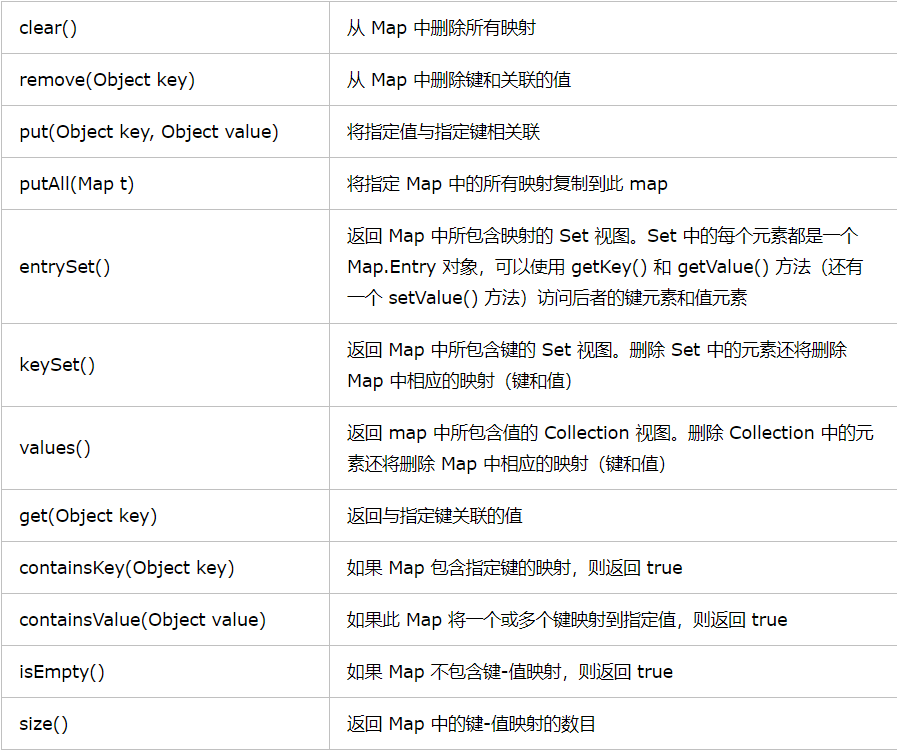 clear()
从 Map 中删除所有映射
remove(Object key)
从 Map 中删除键和关联的值
put(Object key, Object value)
将指定值与指定键相关联
putAll(Map t)
将指定 Map 中的所有映射复制到此 map
entrySet()
返回 Map 中所包含映射的 Set 视图。Set 中的每个元素都是一个
Map.Entry 对象，可以使用 getKey() 和 getValue() 方法（还有
一个 setValue() 方法）访问后者的键元素和值元素
keySet()
返回 Map 中所包含键的 Set 视图。删除 Set 中的元素还将删除
Map 中相应的映射（键和值）
values()
返回 map 中所包含值的 Collection 视图。删除 Collection 中的元
素还将删除 Map 中相应的映射（键和值）
get(Object key)
返回与指定键关联的值
containsKey(Object key)
如果 Map 包含指定键的映射，则返回 true
containsValue(Object value)
如果此 Map 将一个或多个键映射到指定值，则返回 true
isEmpty()
如果 Map 不包含键-值映射，则返回 true
size()
返回 Map 中的键-值映射的数目